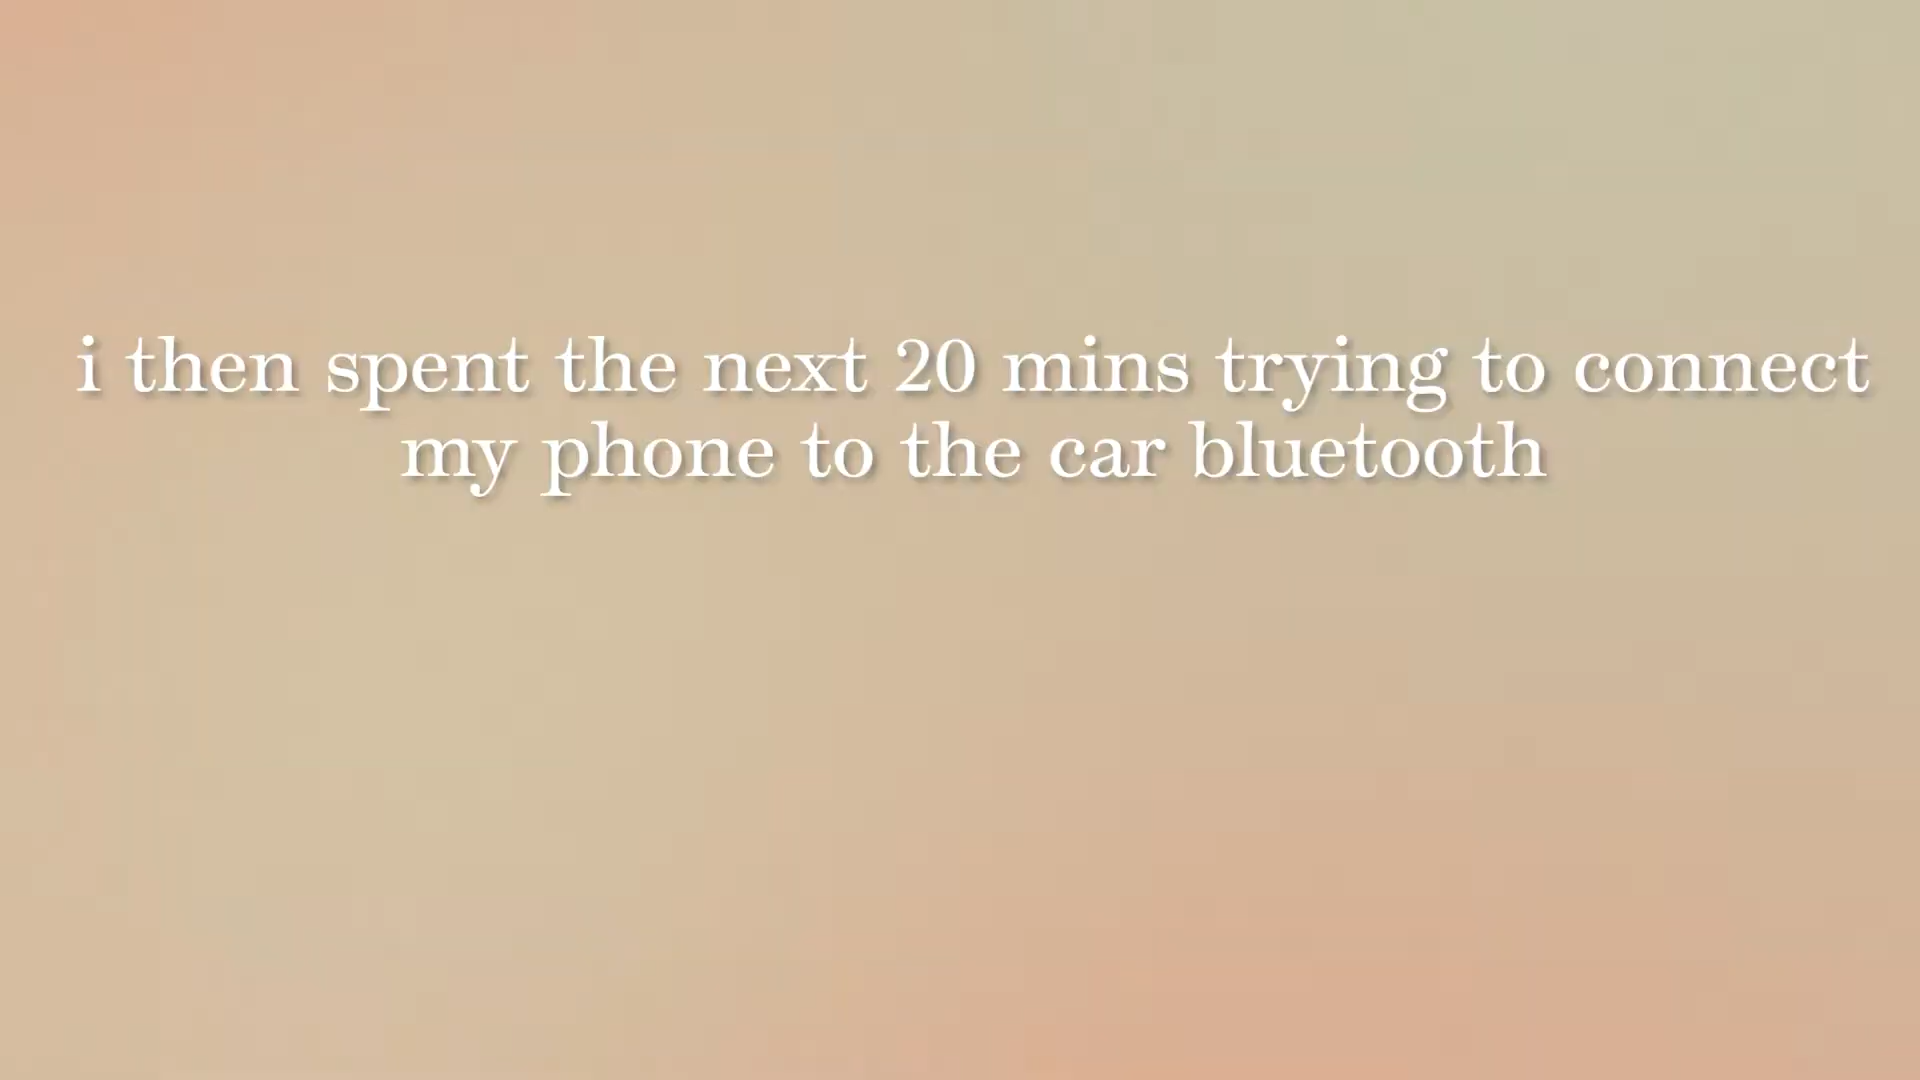 i then spent the next 20 mins trying to connect
my phone to the car bluetooth